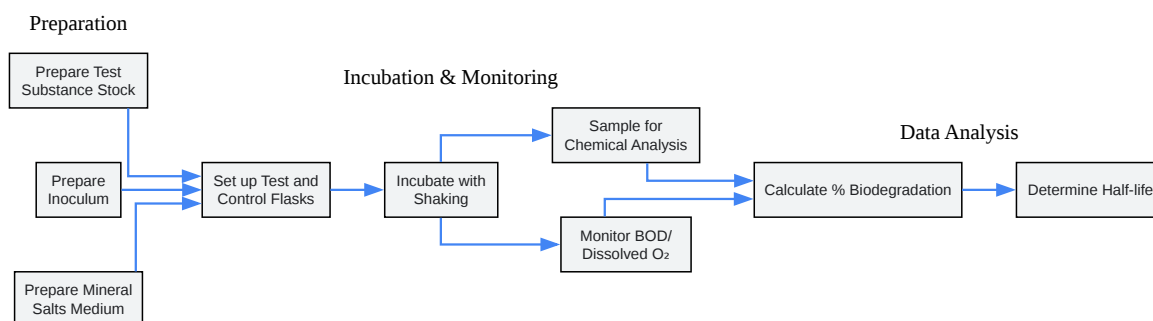 Preparation
Prepare Test
Substance Stock
Prepare
Inoculum
Prepare Mineral
Salts Medium
Set up Test and
Control Flasks
Incubation & Monitoring
Incubate with
Shaking
Sample for
Chemical Analysis
Monitor BOD/
Dissolved O₂
Data Analysis
Calculate % Biodegradation
Determine Half-life